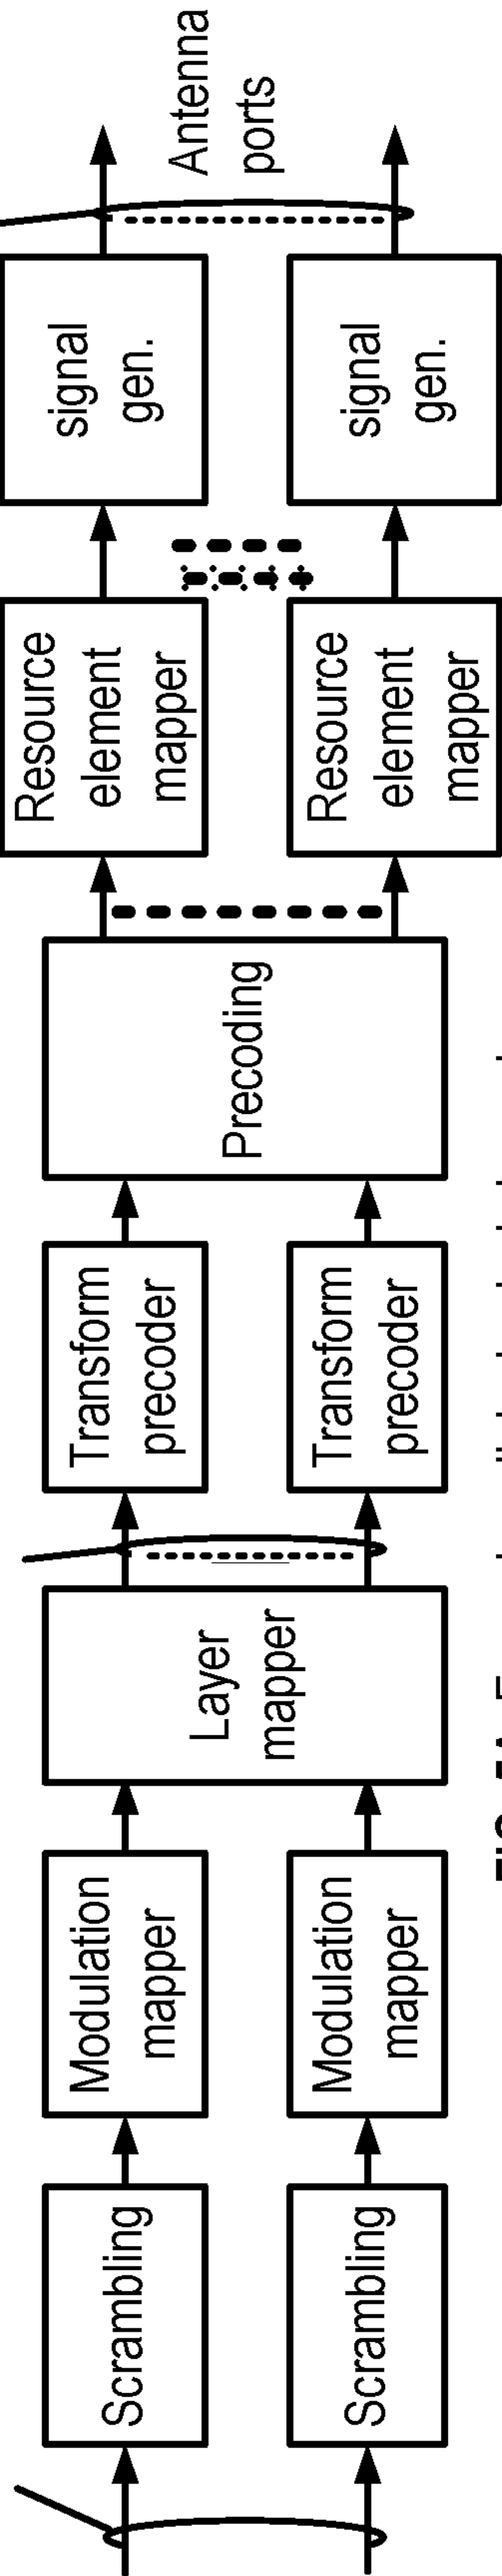 Scrambling
Scrambling
Modulation
mapper
Modulation
mapper
Layer
mapper
Transform
precoder
Transform
precoder
Precoding
Resource
element
mapper
Resource
element
mapper
signal
gen.
signal
gen.
Antenna
ports